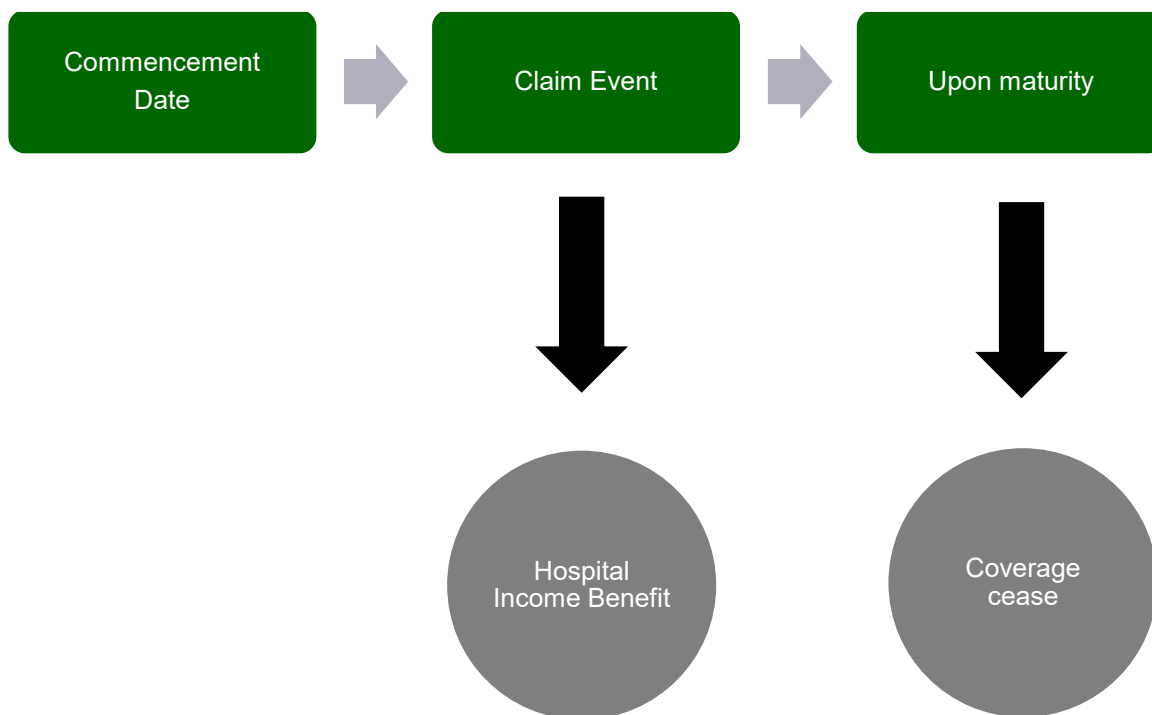 Commencement
Date
Claim Event
Upon maturity
Hospital
Income Benefit
Coverage
cease